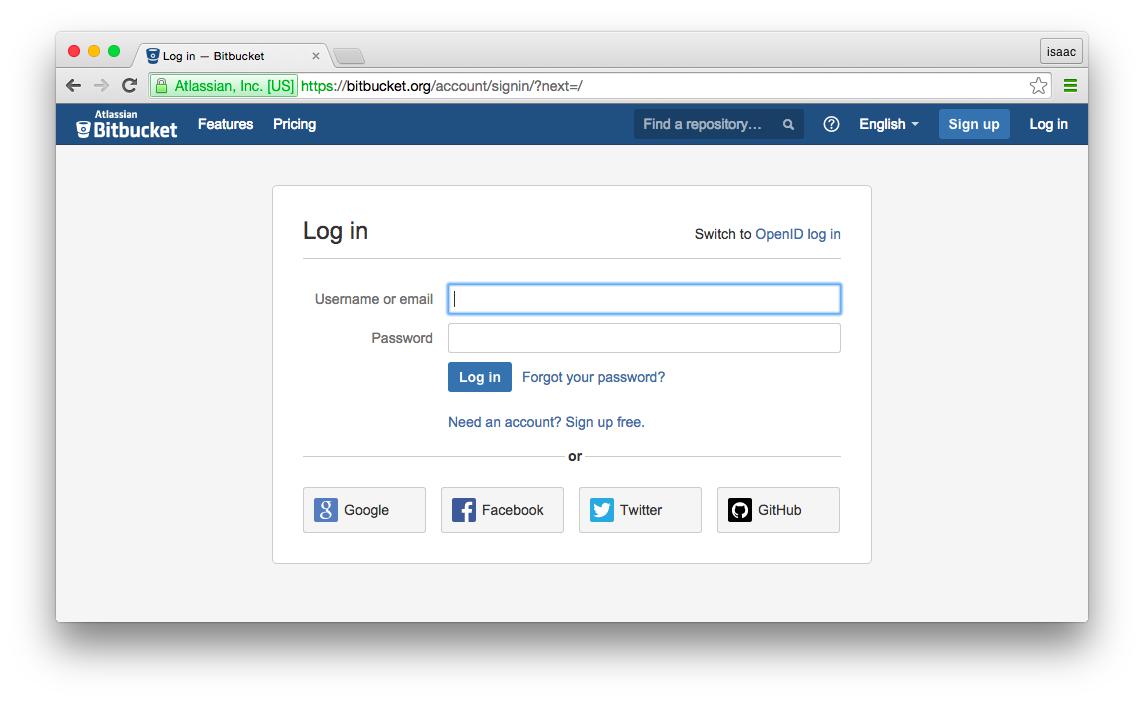 Log in — Bitbucket
isaac
Atlassian, Inc. [US] https://bitbucket.org/account/signin/?next=/
Atlassian
Bitbucket Features Pricing Find a repository... English Sign up Log in
Log in
Switch to OpenID log in
Username or email
Password
Log in Forgot your password?
Need an account? Sign up free.
or
Google Facebook Twitter GitHub